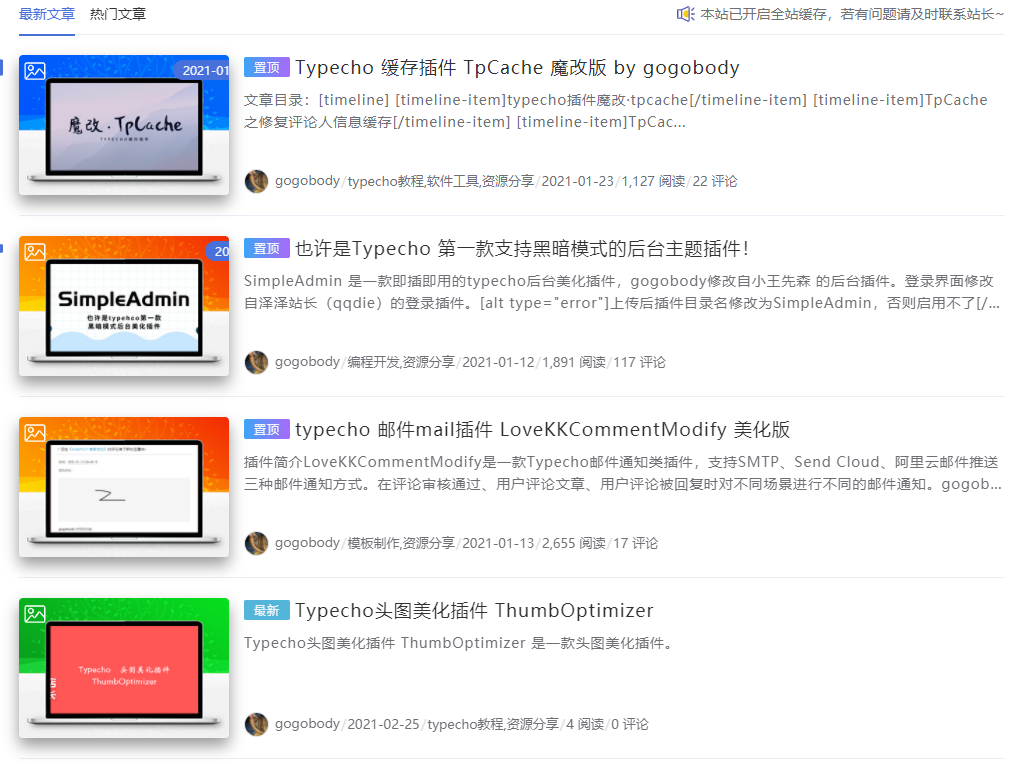 最新文章 热门文章 本站已开启全站缓存，若有问题请及时联系站长~
2021-01
魔改·TpCache
置顶 Typecho 缓存插件 TpCache 魔改版 by gogobody
文章目录：[timeline] [timeline-item]typecho插件魔改·tpcache[/timeline-item] [timeline-item]TpCache
之修复评论人信息缓存[/timeline-item] [timeline-item]TpCac...
gogobody/typecho教程,软件工具,资源分享/2021-01-23/1,127 阅读/22 评论
20
SimpleAdmin
也许是typehco第一款
黑暗模式后台美化插件
置顶 也许是Typecho 第一款支持黑暗模式的后台主题插件！
SimpleAdmin 是一款即插即用的typecho后台美化插件，gogobody修改自小王先森 的后台插件。登录界面修改
自泽泽站长（qqdie）的登录插件。[alt type="error"]上传后插件目录名修改为SimpleAdmin，否则启用不了[/...
gogobody/编程开发,资源分享/2021-01-12/1,891 阅读/117 评论
置顶 typecho 邮件mail插件 LoveKKCommentModify 美化版
插件简介LoveKKCommentModify是一款Typecho邮件通知类插件，支持SMTP、Send Cloud、阿里云邮件推送
三种邮件通知方式。在评论审核通过、用户评论文章、用户评论被回复时对不同场景进行不同的邮件通知。gogob...
gogobody/模板制作,资源分享/2021-01-13/2,655 阅读/17 评论
Typecho 头图美化插件
ThumbOptimizer
最新 Typecho头图美化插件 ThumbOptimizer
Typecho头图美化插件 ThumbOptimizer 是一款头图美化插件。
gogobody/2021-02-25/typecho教程,资源分享/4 阅读/0 评论